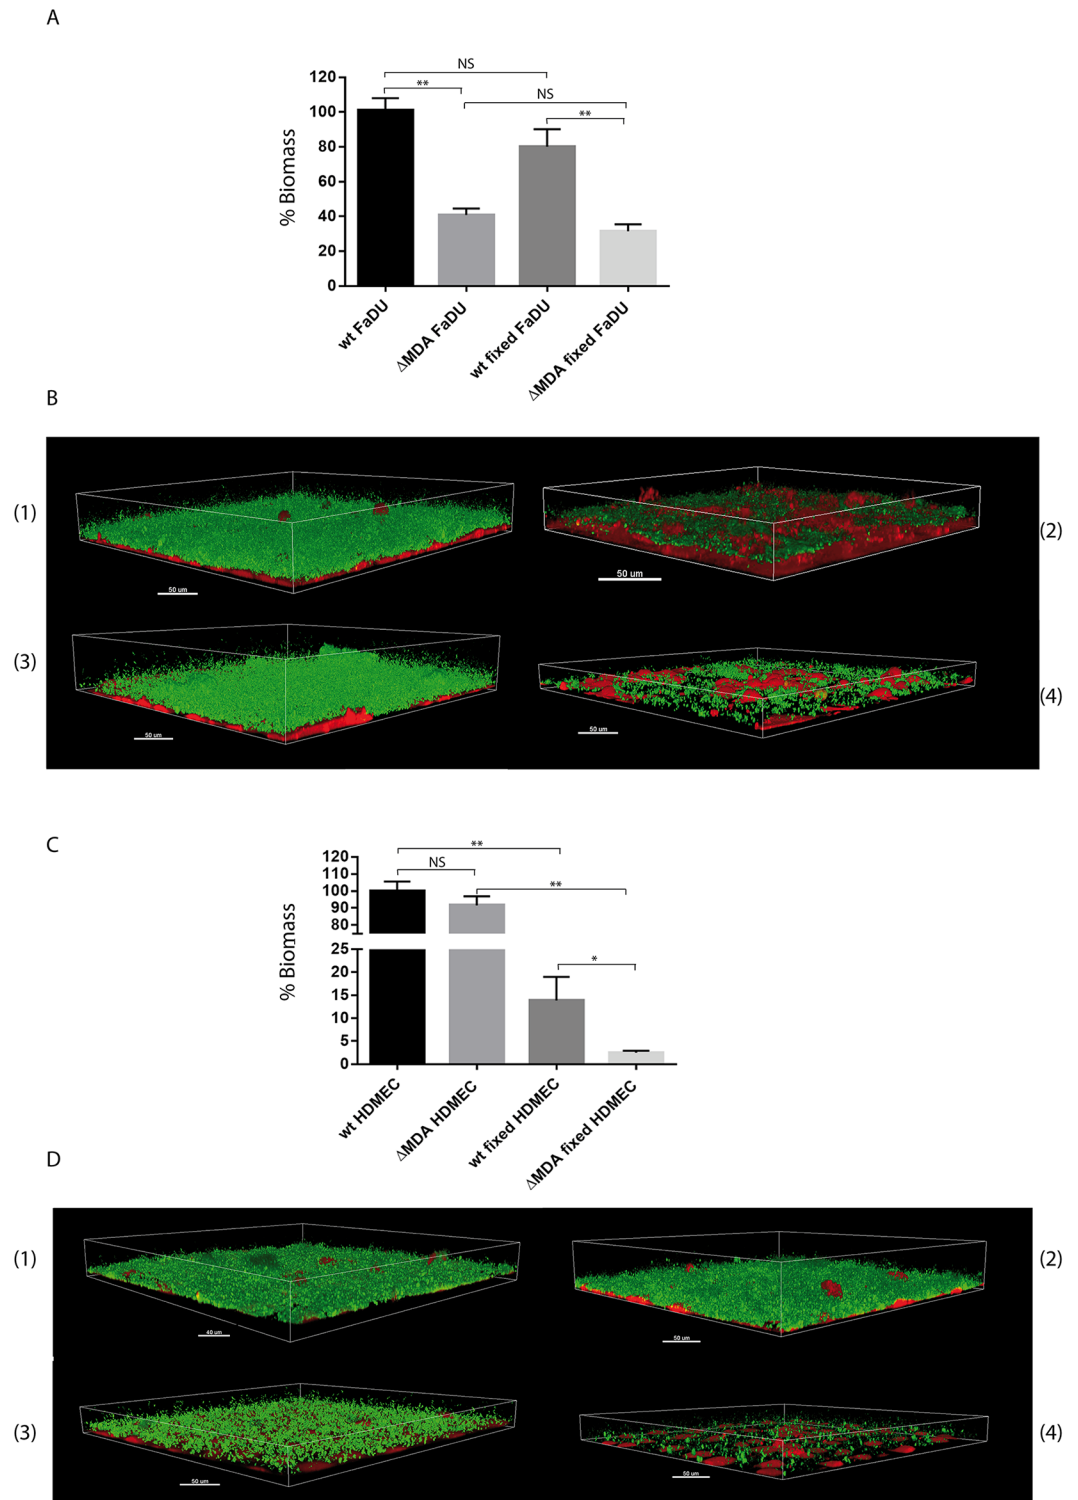 A
NS
**
NS
**
120
100
80
60
40
20
0
% Biomass
wt FaDU
ΔMDA FaDU
wt fixed FaDU
ΔMDA fixed FaDU
B
(1)
50 um
(2)
50 um
(3)
50 um
(4)
50 um
C
**
NS
**
*
120
110
100
90
80
25
20
15
10
5
0
% Biomass
wt HDMEC
ΔMDA HDMEC
wt fixed HDMEC
ΔMDA fixed HDMEC
D
(1)
40 um
(2)
50 um
(3)
50 um
(4)
50 um